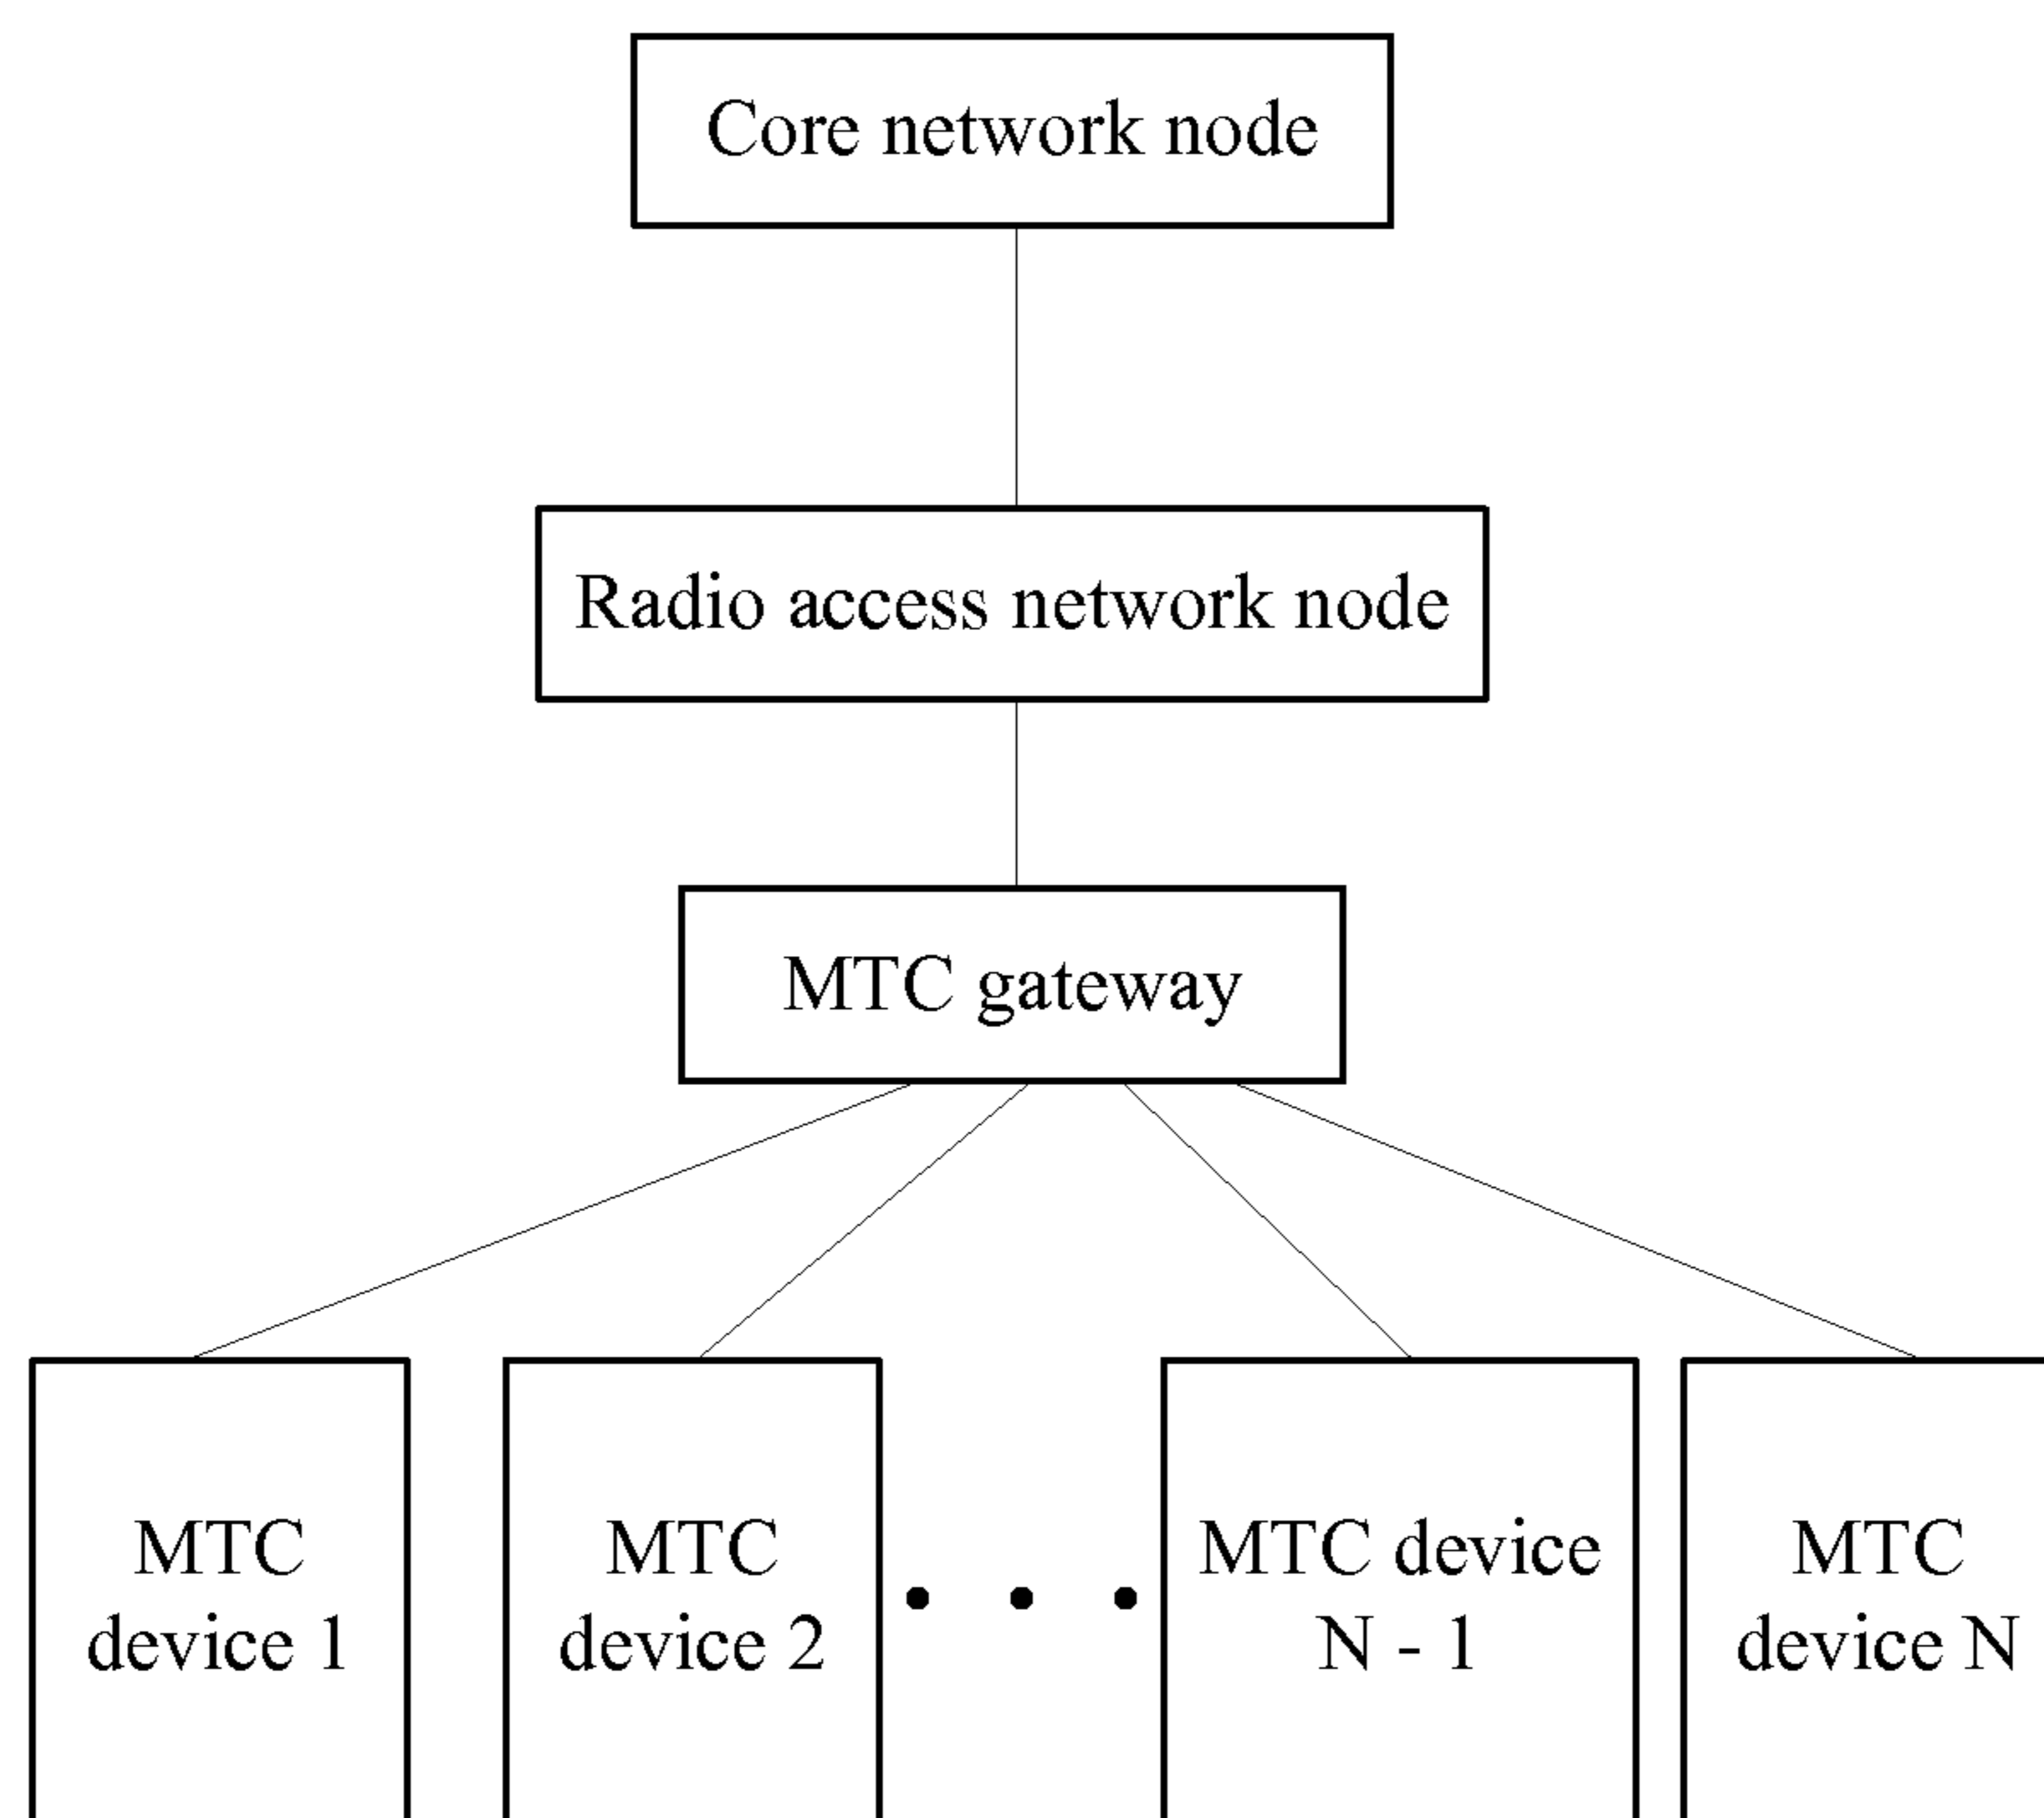 Core network node
Radio access network node
MTC gateway
MTC
device 1
MTC
device 2
• • •
MTC device
N - 1
MTC
device N